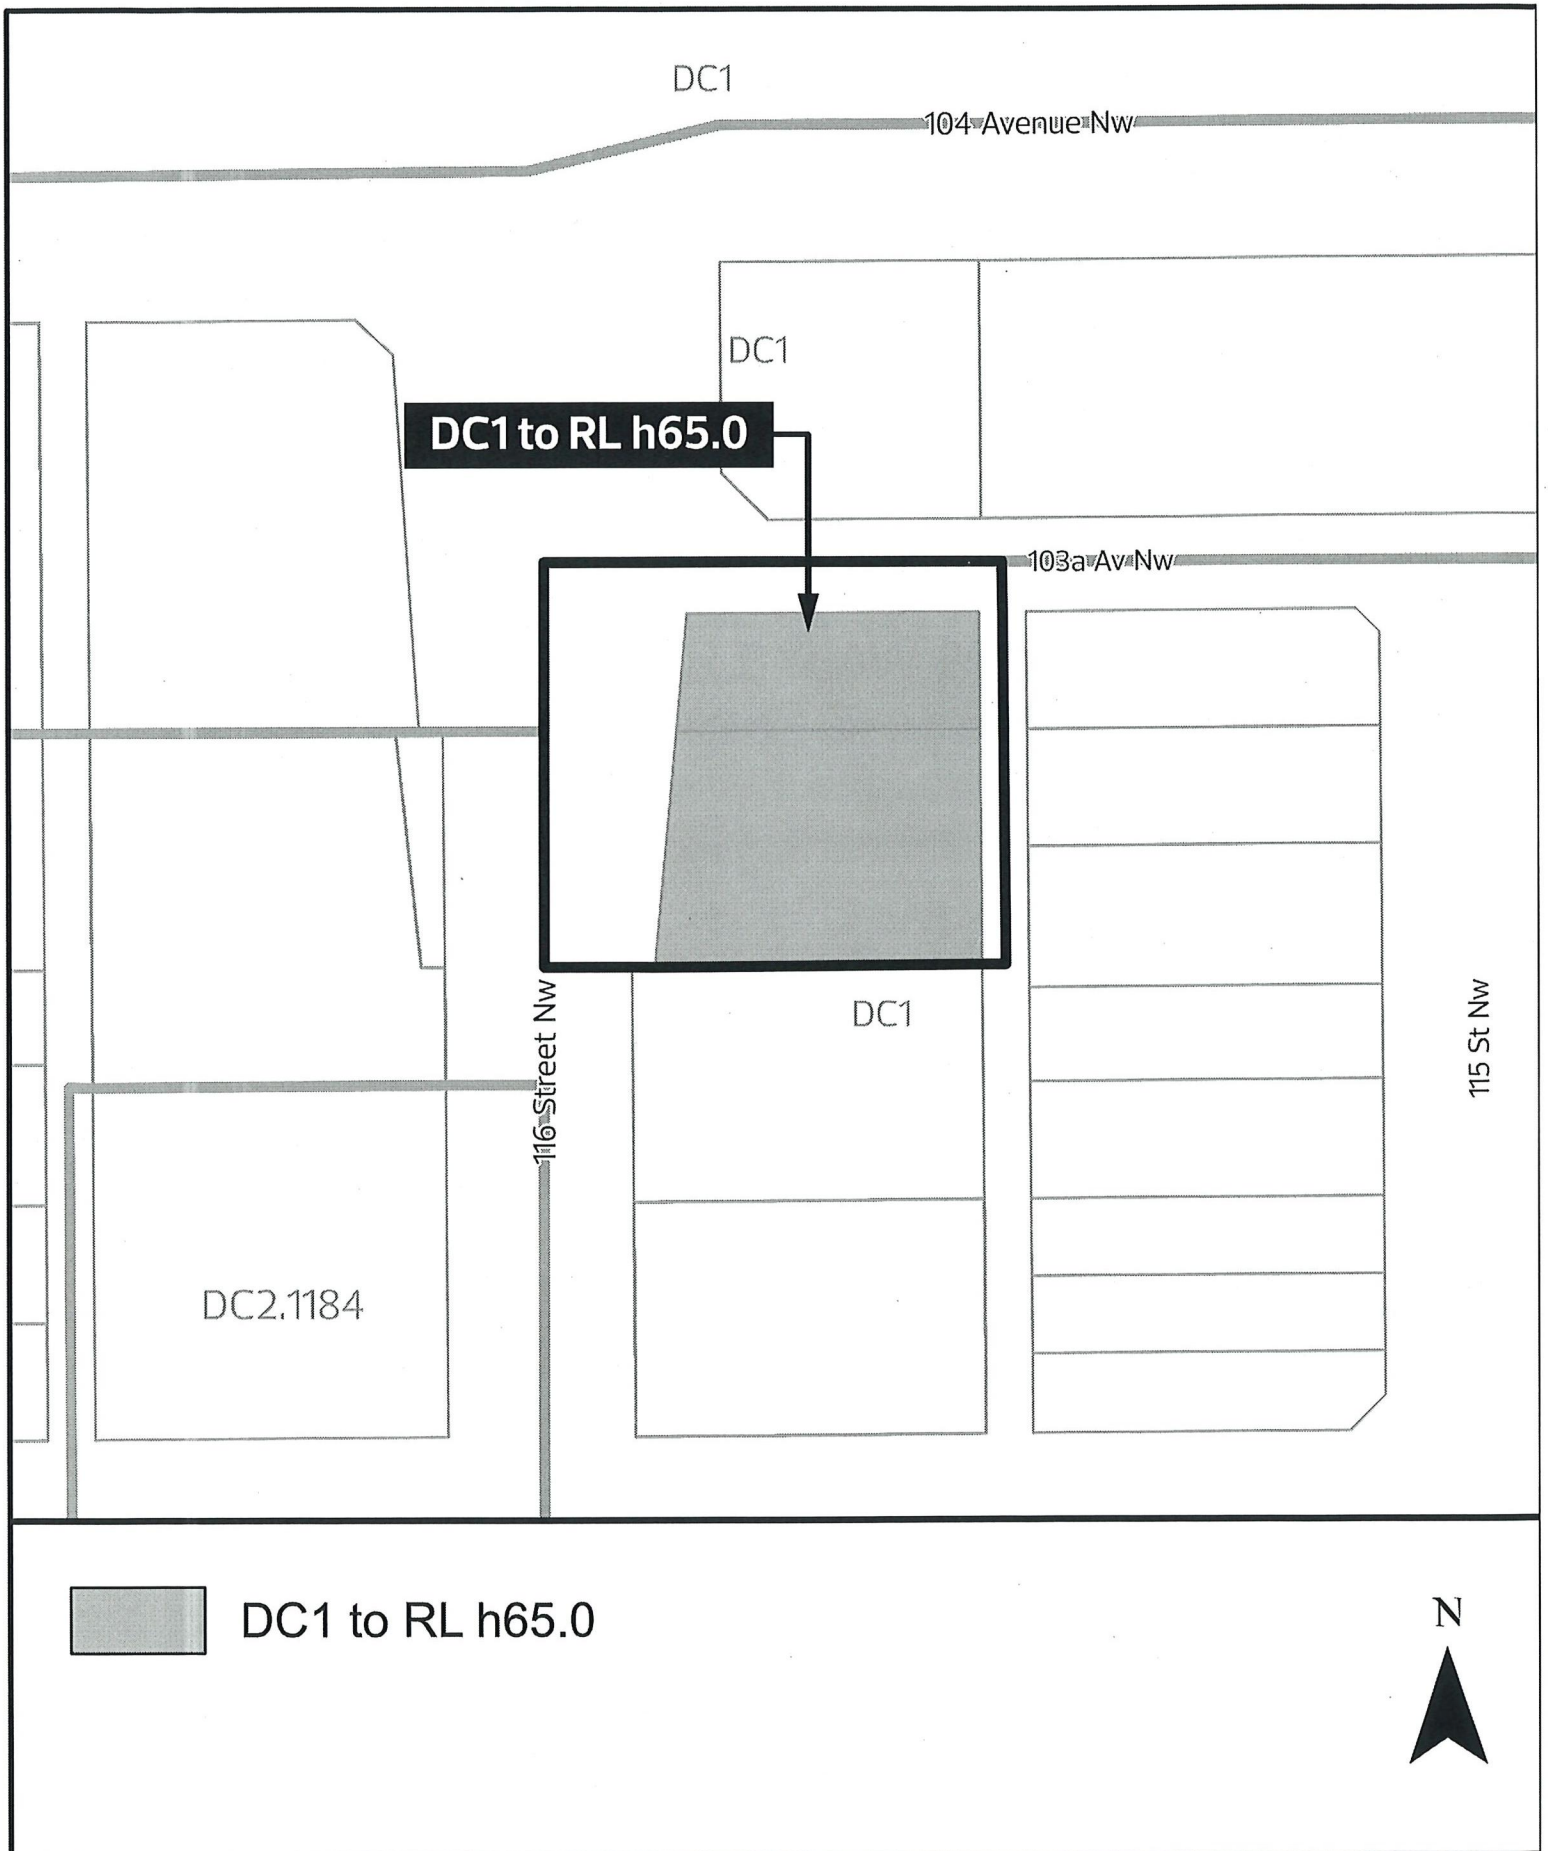 DC1
104 Avenue Nw
DC1
DC1 to RL h65.0
103a Av Nw
116 Street Nw
DC1
115 St Nw
DC2.1184
DC1 to RL h65.0
N